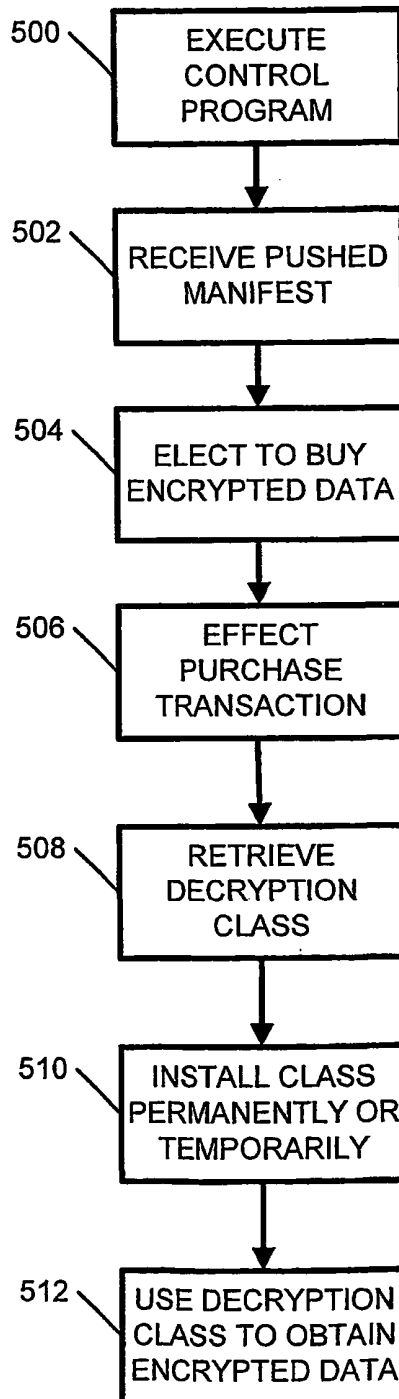 500
EXECUTE
CONTROL
PROGRAM
502
RECEIVE PUSHED
MANIFEST
504
ELECT TO BUY
ENCRYPTED DATA
506
EFFECT
PURCHASE
TRANSACTION
508
RETRIEVE
DECRYPTION
CLASS
510
INSTALL CLASS
PERMANENTLY OR
TEMPORARILY
512
USE DECRYPTION
CLASS TO OBTAIN
ENCRYPTED DATA